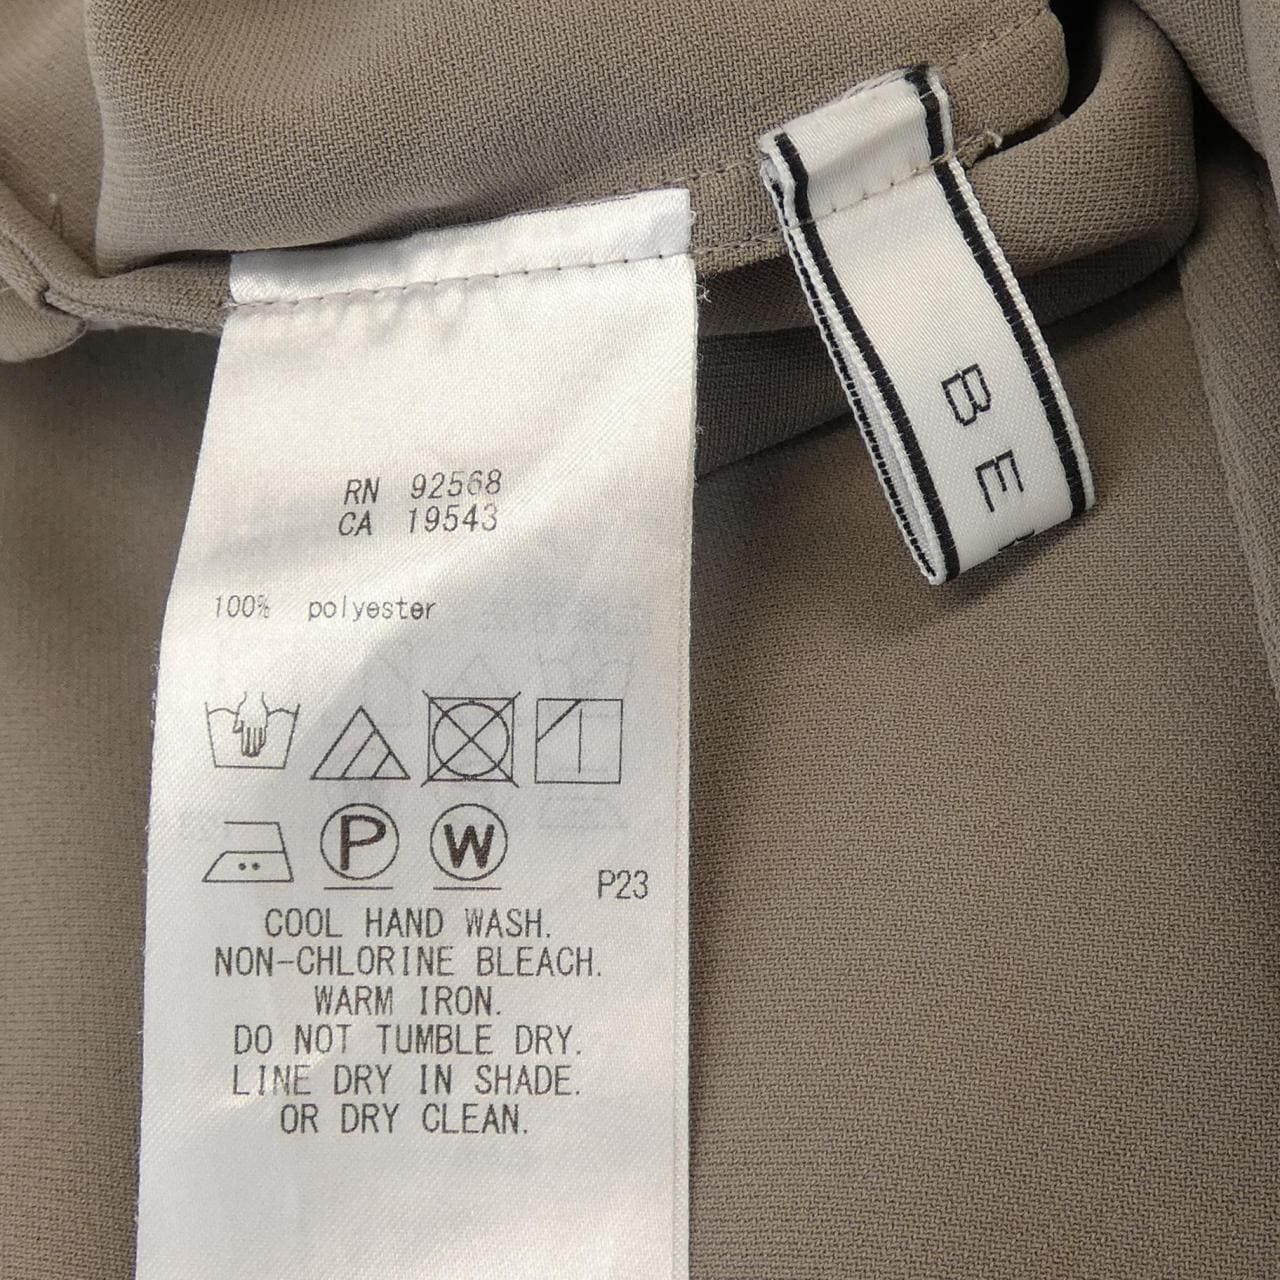 RN 92568
CA 19543
100% polyester
P W
P23
COOL HAND WASH.
NON-CHLORINE BLEACH.
WARM IRON.
DO NOT TUMBLE DRY.
LINE DRY IN SHADE.
OR DRY CLEAN.
BE